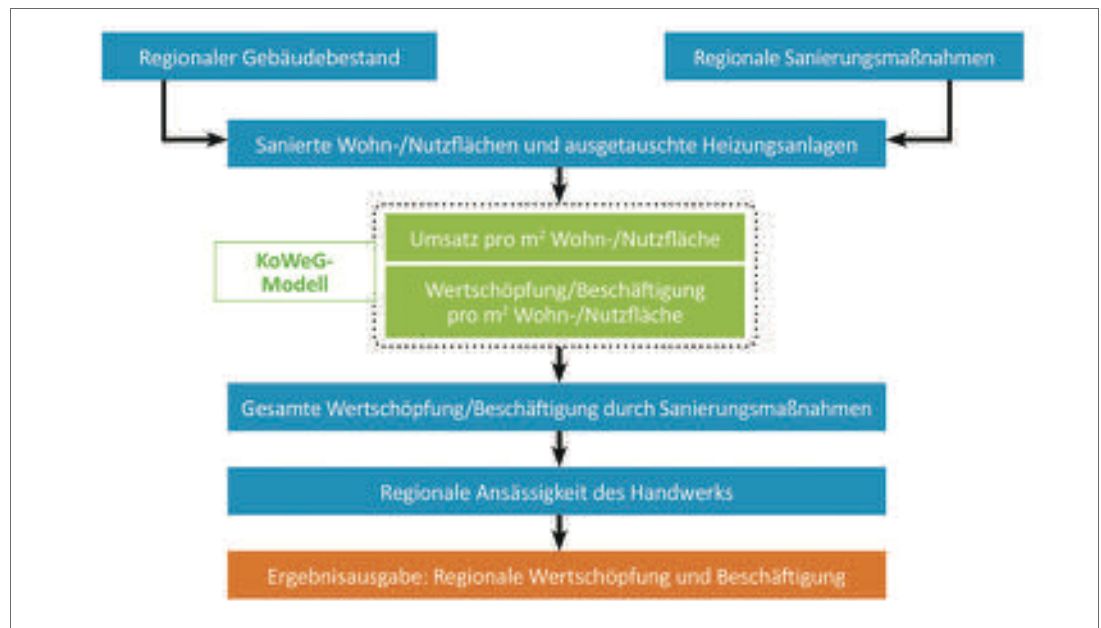 Regionaler Gebäudebestand
Regionale Sanierungsmaßnahmen
Sanierte Wohn-/Nutzflächen und ausgetauschte Heizungsanlagen
KoWeG-
Modell
Umsatz pro m² Wohn-/Nutzfläche
Wertschöpfung/Beschäftigung
pro m² Wohn-/Nutzfläche
Gesamte Wertschöpfung/Beschäftigung durch Sanierungsmaßnahmen
Regionale Ansässigkeit des Handwerks
Ergebnisausgabe: Regionale Wertschöpfung und Beschäftigung